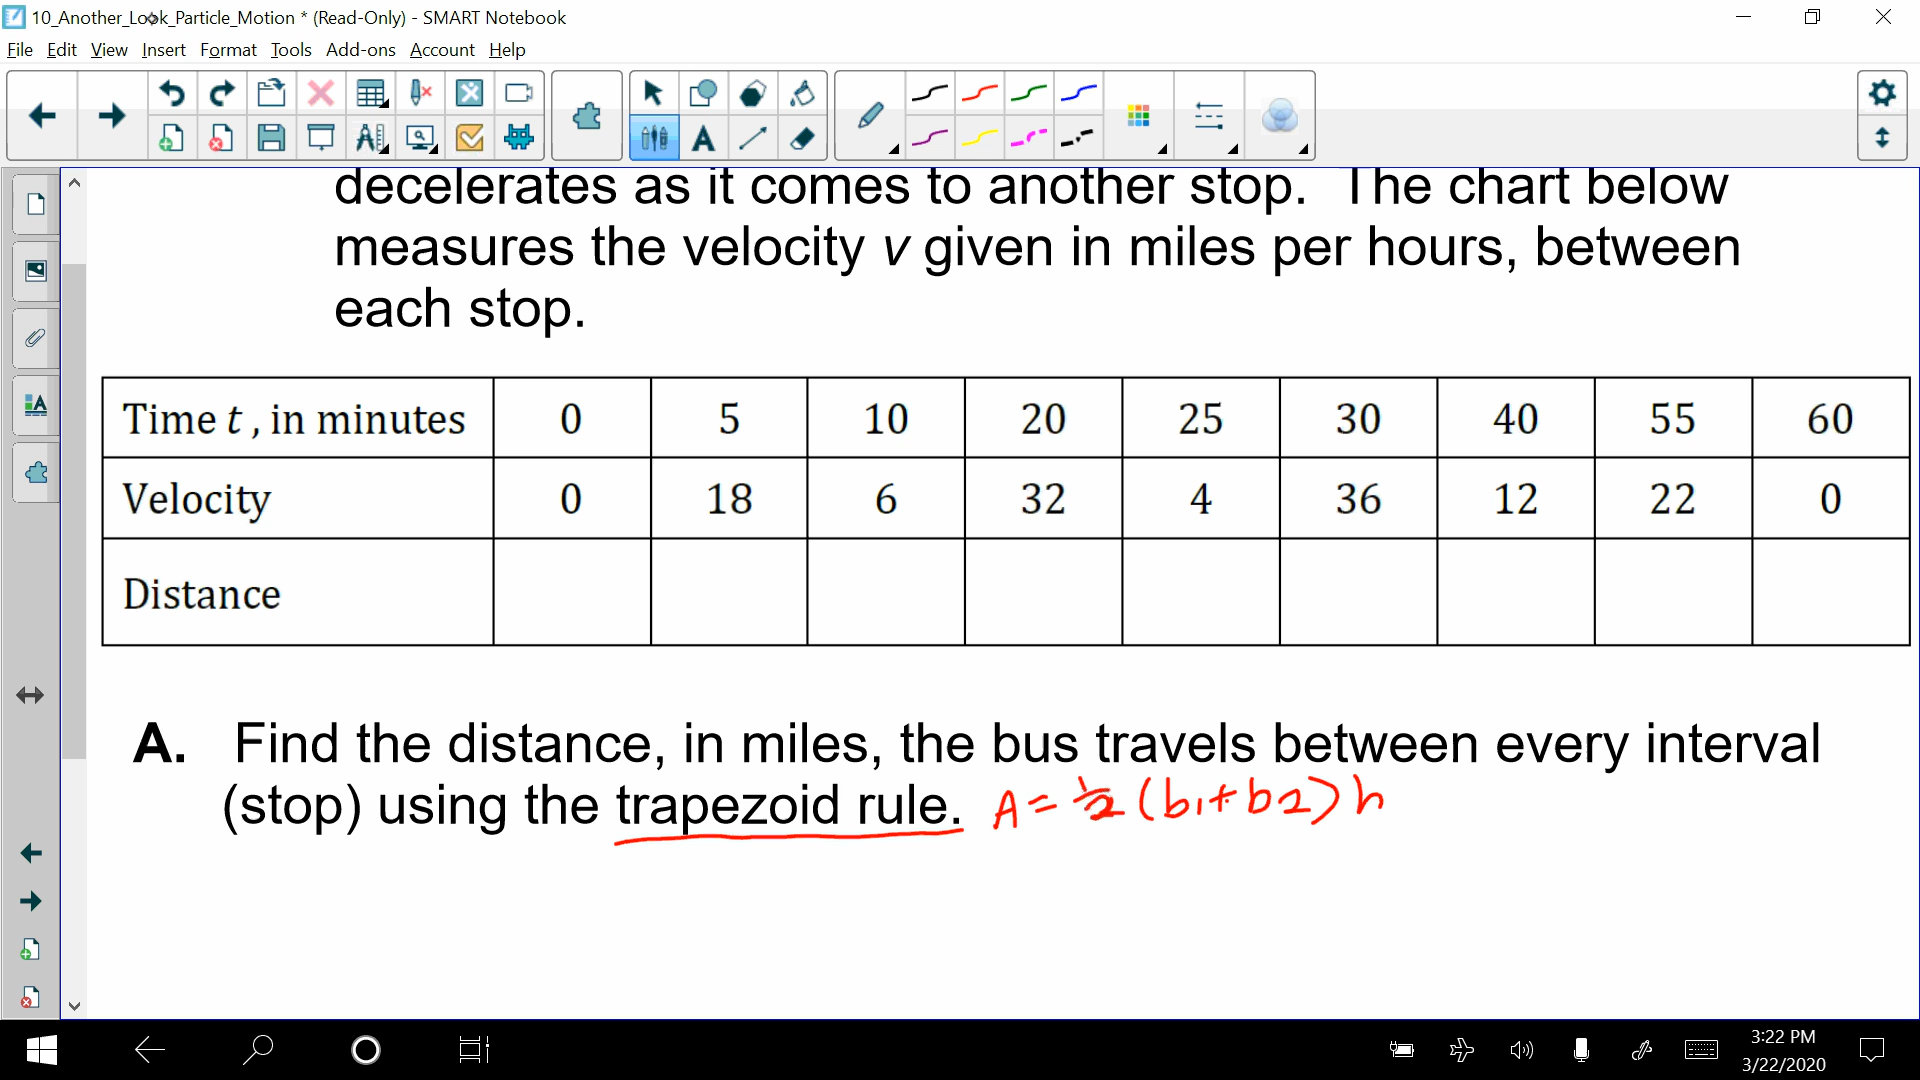 10_Another_Look_Particle_Motion * (Read-Only) - SMART Notebook
File Edit View Insert Format Tools Add-ons Account Help
decelerates as it comes to another stop. The chart below
measures the velocity v given in miles per hours, between
each stop.
Time t , in minutes 0 5 10 20 25 30 40 55 60
Velocity 0 18 6 32 4 36 12 22 0
Distance
A. Find the distance, in miles, the bus travels between every interval
(stop) using the trapezoid rule. A = 1/2 (b1 + b2) h
3:22 PM
3/22/2020